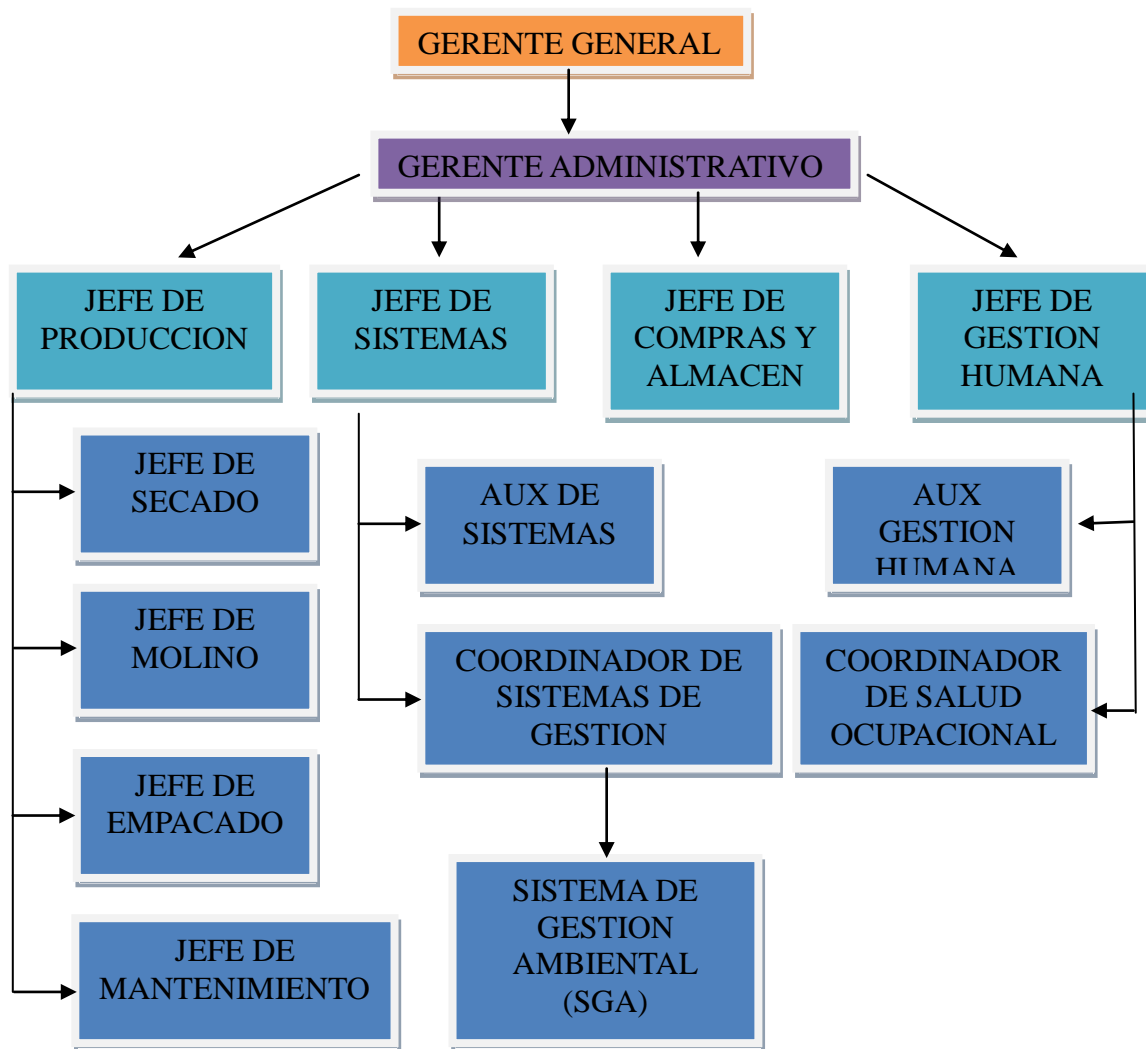 GERENTE GENERAL
GERENTE ADMINISTRATIVO
JEFE DE
PRODUCCION
JEFE DE
SISTEMAS
JEFE DE
COMPRAS Y
ALMACEN
JEFE DE
GESTION
HUMANA
JEFE DE
SECADO
AUX DE
SISTEMAS
AUX
GESTION
HUMANA
JEFE DE
MOLINO
COORDINADOR DE
SISTEMAS DE
GESTION
COORDINADOR
DE SALUD
OCUPACIONAL
JEFE DE
EMPACADO
SISTEMA DE
GESTION
AMBIENTAL
(SGA)
JEFE DE
MANTENIMIENTO